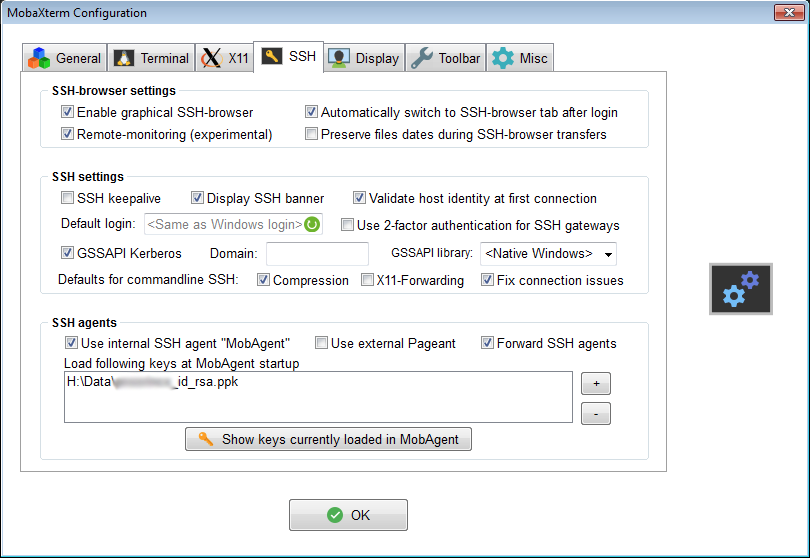 MobaXterm Configuration
General Terminal X11 SSH Display Toolbar Misc
SSH-browser settings
Enable graphical SSH-browser Automatically switch to SSH-browser tab after login
Remote-monitoring (experimental) Preserve files dates during SSH-browser transfers
SSH settings
SSH keepalive Display SSH banner Validate host identity at first connection
Default login: <Same as Windows login> Use 2-factor authentication for SSH gateways
GSSAPI Kerberos Domain: GSSAPI library: <Native Windows>
Defaults for commandline SSH: Compression X11-Forwarding Fix connection issues
SSH agents
Use internal SSH agent "MobAgent" Use external Pageant Forward SSH agents
Load following keys at MobAgent startup
H:\Data\ _id_rsa.ppk
+
-
Show keys currently loaded in MobAgent
OK